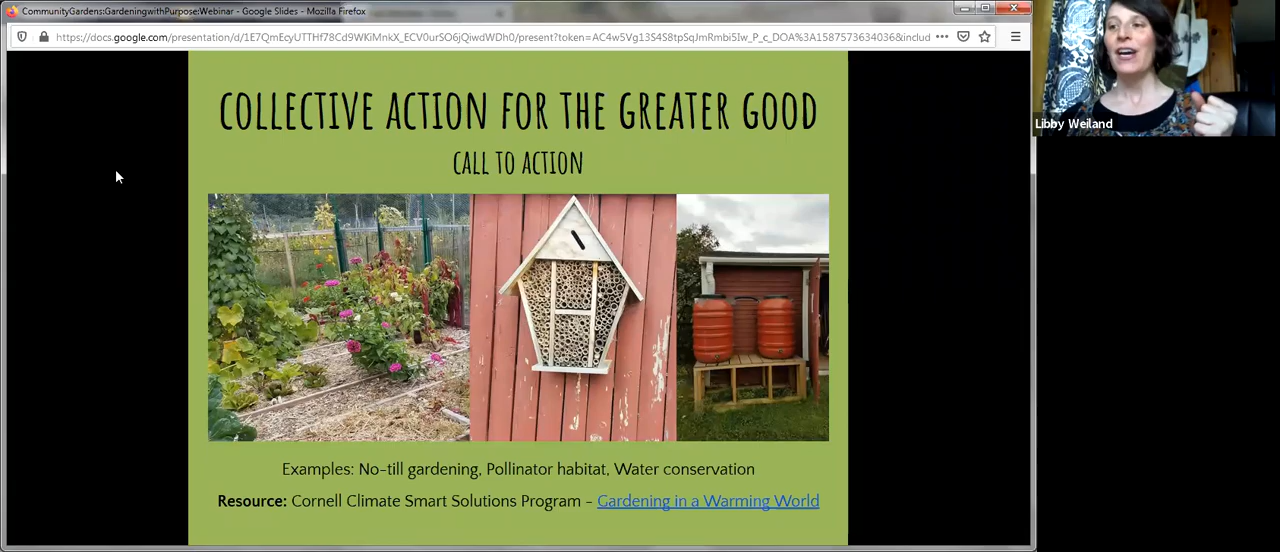 CommunityGardens:GardeningwithPurpose:Webinar - Google Slides - Mozilla Firefox
https://docs.google.com/presentation/d/1E7QmEcyUTTHf78Cd9WKiMnkX_ECV0urSO6jQiwdWDh0/present?token=AC4w5Vg13S4S8tpSqJmRmbi5Iw_P_c_DOA%3A1587573634036&includ
COLLECTIVE ACTION FOR THE GREATER GOOD
CALL TO ACTION
Examples: No-till gardening, Pollinator habitat, Water conservation
Resource: Cornell Climate Smart Solutions Program - Gardening in a Warming World
Libby Weiland